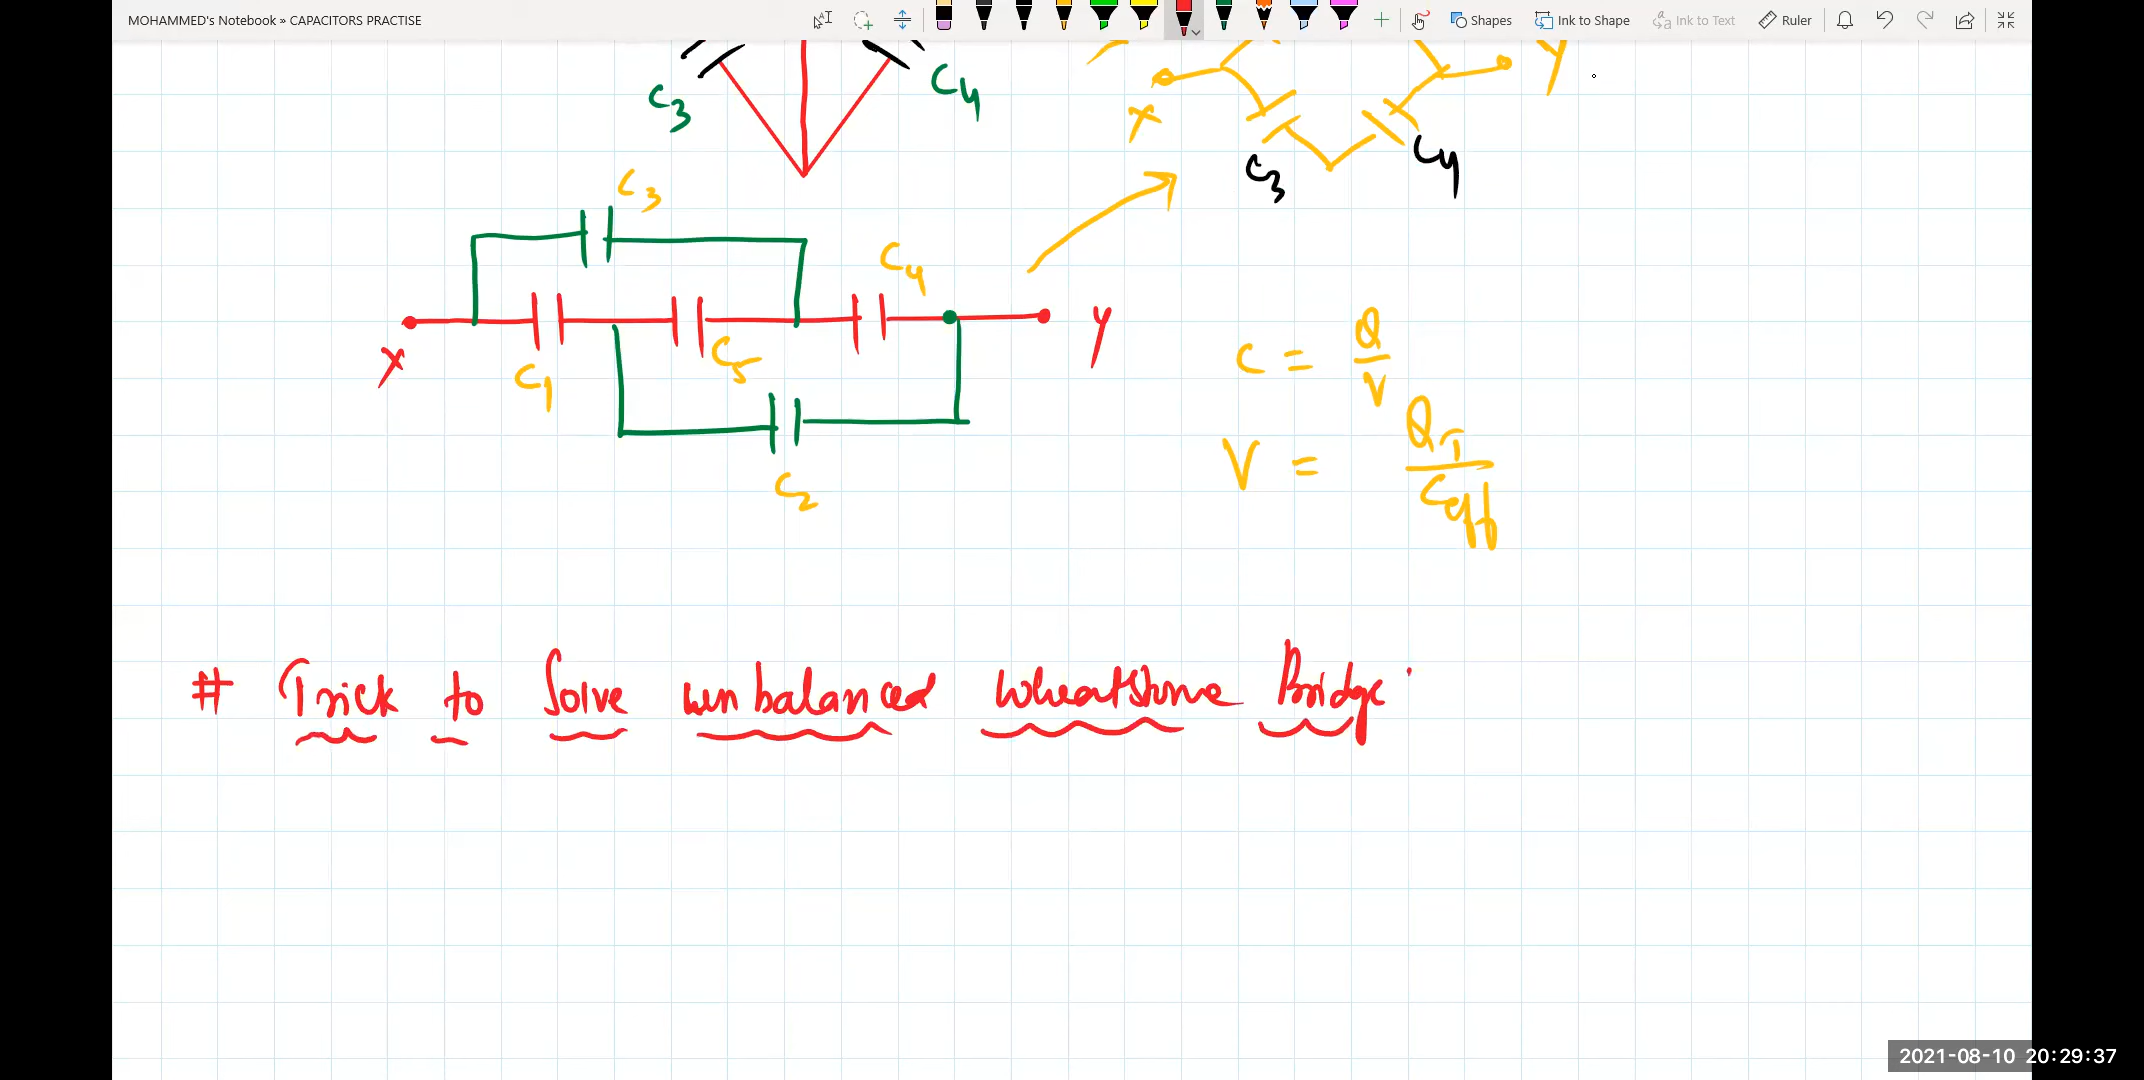 MOHAMMED's Notebook » CAPACITORS PRACTISE
Shapes
Ink to Shape
Ink to Text
Ruler
C3
C4
X
Y
C3
C4
C3
C4
X
C1
C5
Y
C2
C = Q/V
V = QT/Ceff
# Trick to Solve unbalanced wheatstone Bridge
2021-08-10 20:29:37